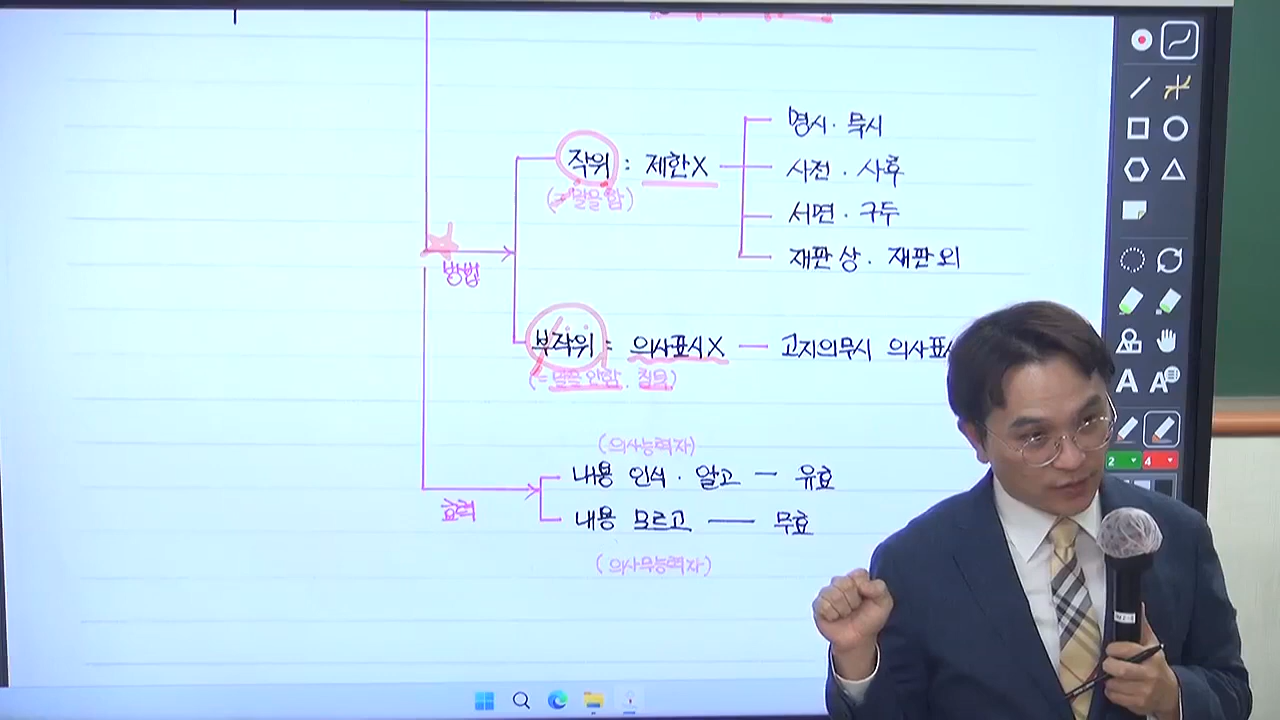 명시 · 묵시
작위 : 제한X
사전 · 사후
(= 말을 함)
서면 · 구두
재판 상 · 재판 외
방법
부작위 : 의사표시X — 고지의무시 의사표시
(= 말을 안함, 침묵)
(의사능력자)
내용 인식 · 알고 — 유효
효력
내용 모르고 — 무효
(의사무능력자)
A A
2 4